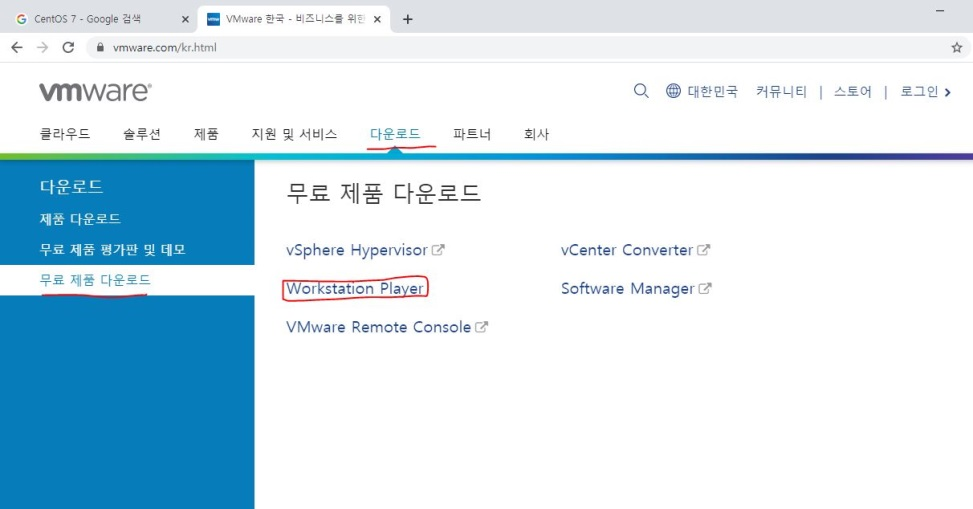 CentOS 7 - Google 검색
VMware 한국 - 비즈니스를 위한
vmware.com/kr.html
vmware
대한민국 커뮤니티 | 스토어 | 로그인
클라우드 솔루션 제품 지원 및 서비스 다운로드 파트너 회사
다운로드
제품 다운로드
무료 제품 평가판 및 데모
무료 제품 다운로드
무료 제품 다운로드
vSphere Hypervisor vCenter Converter
Workstation Player Software Manager
VMware Remote Console